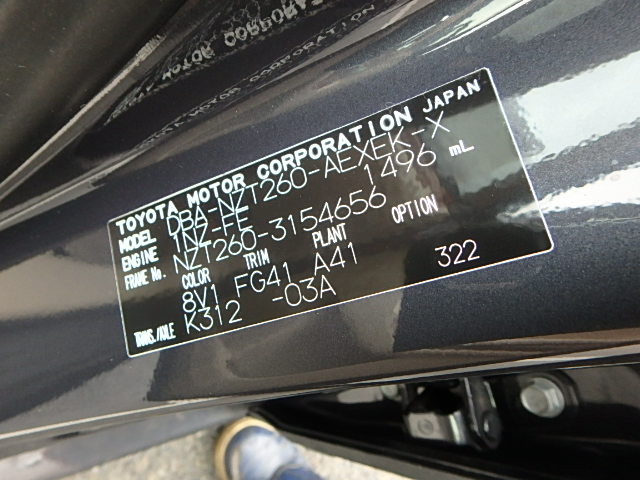 TOYOTA MOTOR CORPORATION JAPAN
MODEL DBA-NZT260-AEXEK-X
ENGINE 1NZ-FE 1496 mL
FRAME No. NZT260-3154656
COLOR TRIM PLANT OPTION
8V1 FG41 A41
TRANS./AXLE K312 -03A 322